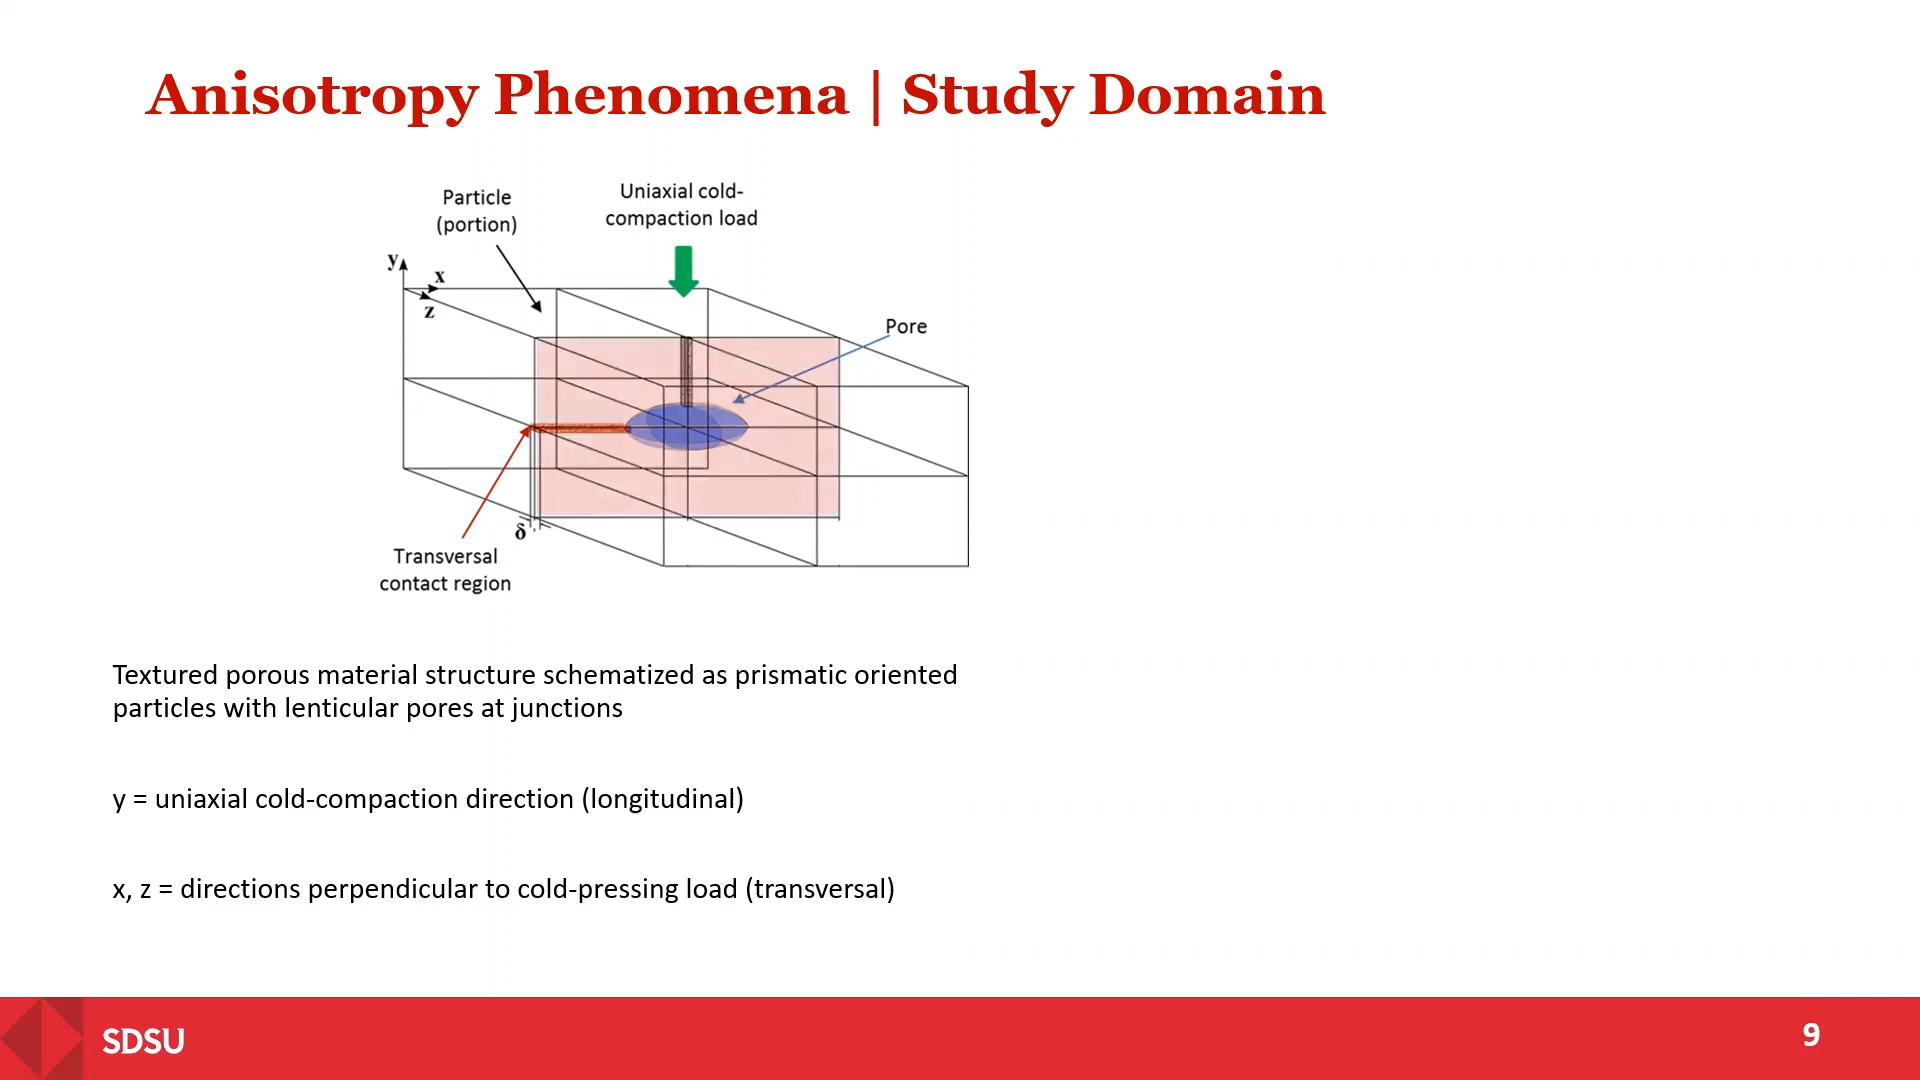 Anisotropy Phenomena | Study Domain
Particle
(portion)
Uniaxial cold-
compaction load
y
x
z
Pore
δ
Transversal
contact region
Textured porous material structure schematized as prismatic oriented
particles with lenticular pores at junctions
y = uniaxial cold-compaction direction (longitudinal)
x, z = directions perpendicular to cold-pressing load (transversal)
SDSU
9